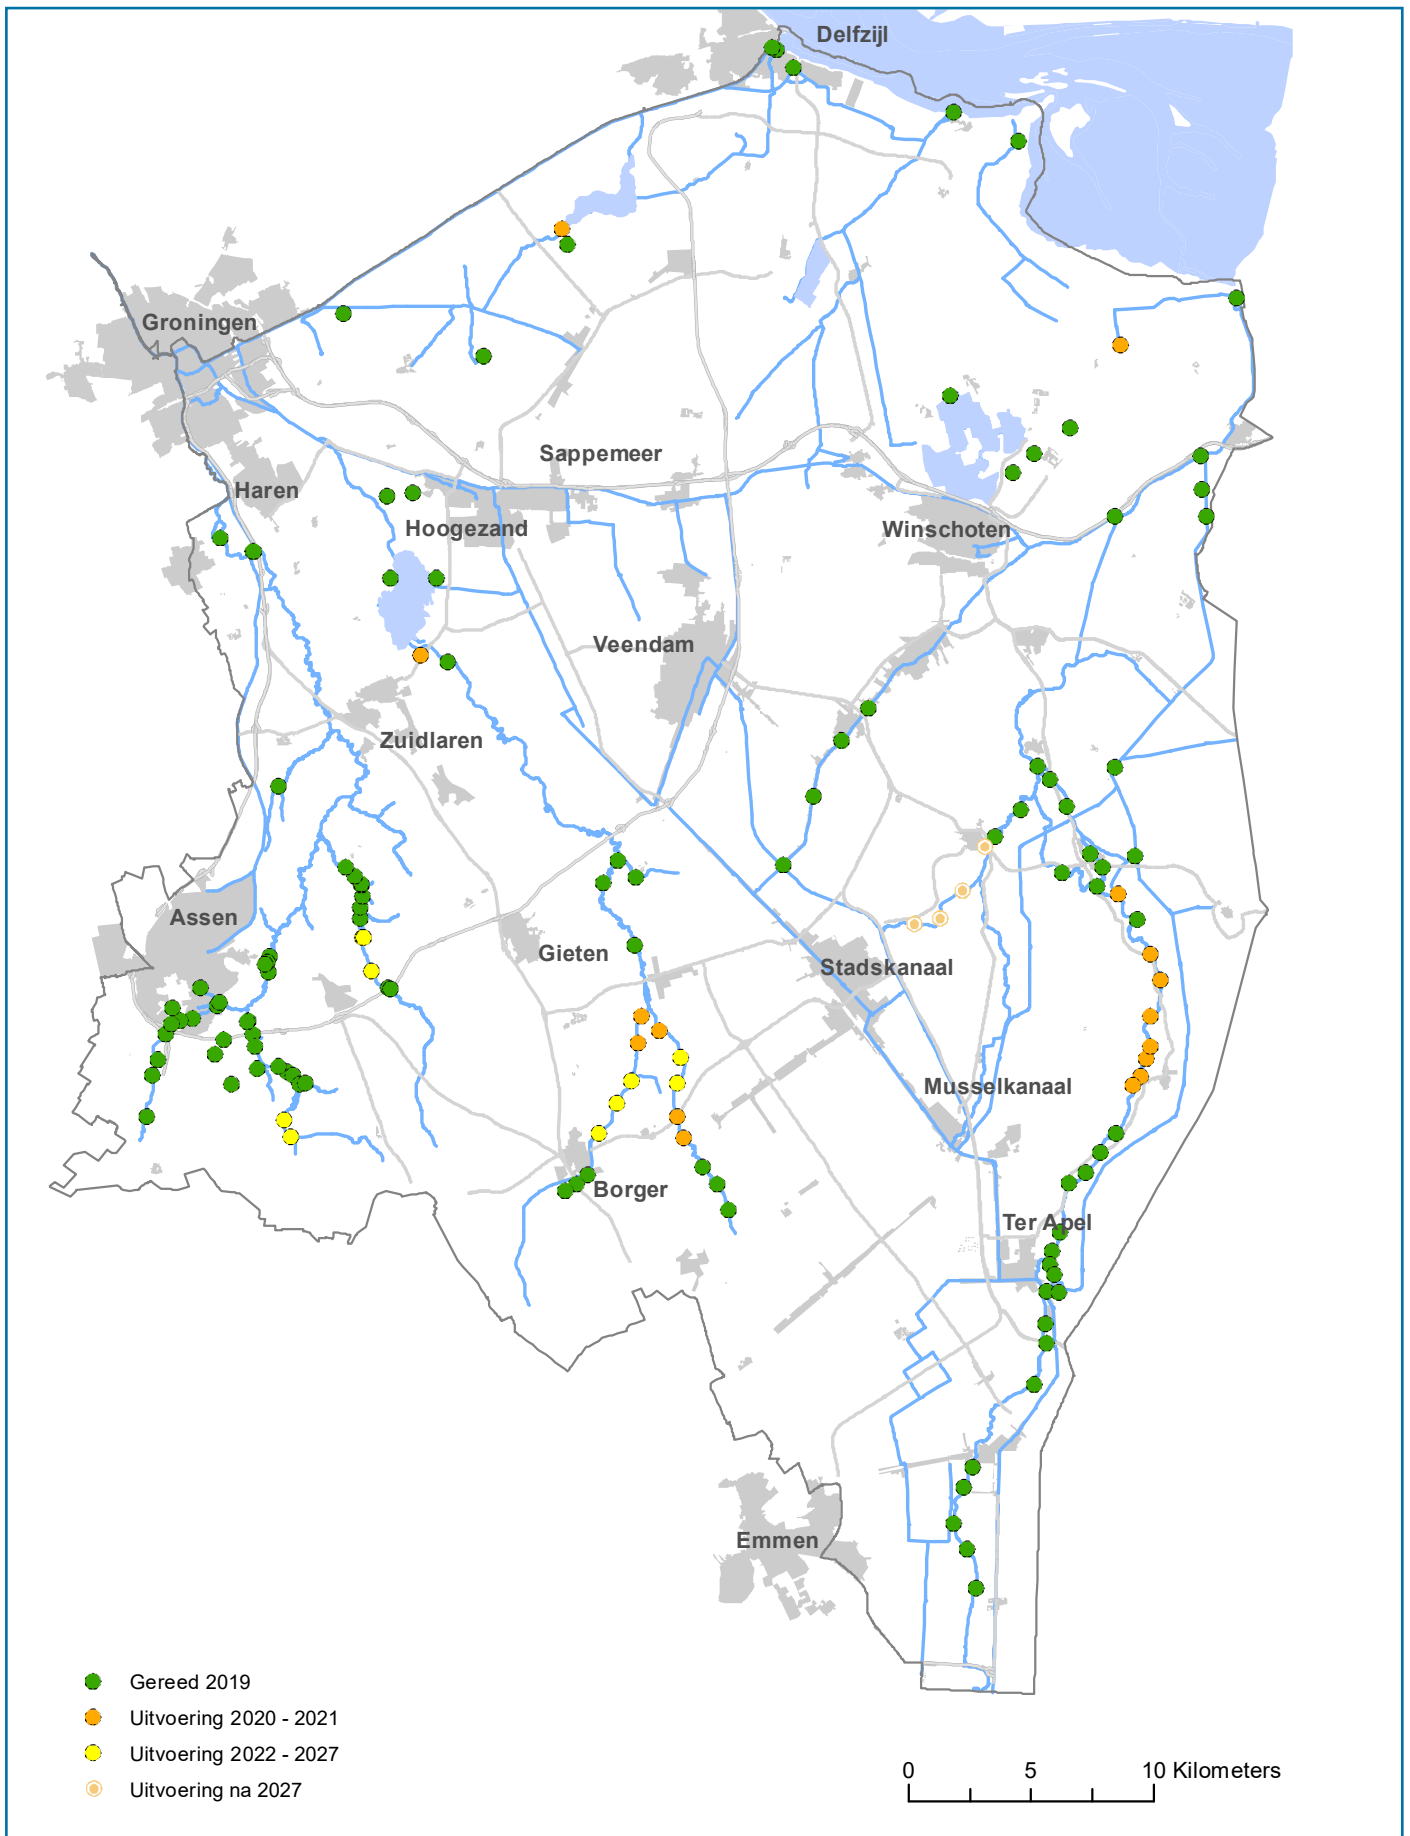 Delfzijl
Groningen
Sappemeer
Haren
Hoogezand
Winschoten
Veendam
Zuidlaren
Assen
Gieten
Stadskanaal
Musselkanaal
Borger
Ter Apel
Emmen
Gereed 2019
Uitvoering 2020 - 2021
Uitvoering 2022 - 2027
Uitvoering na 2027
0 5 10 Kilometers